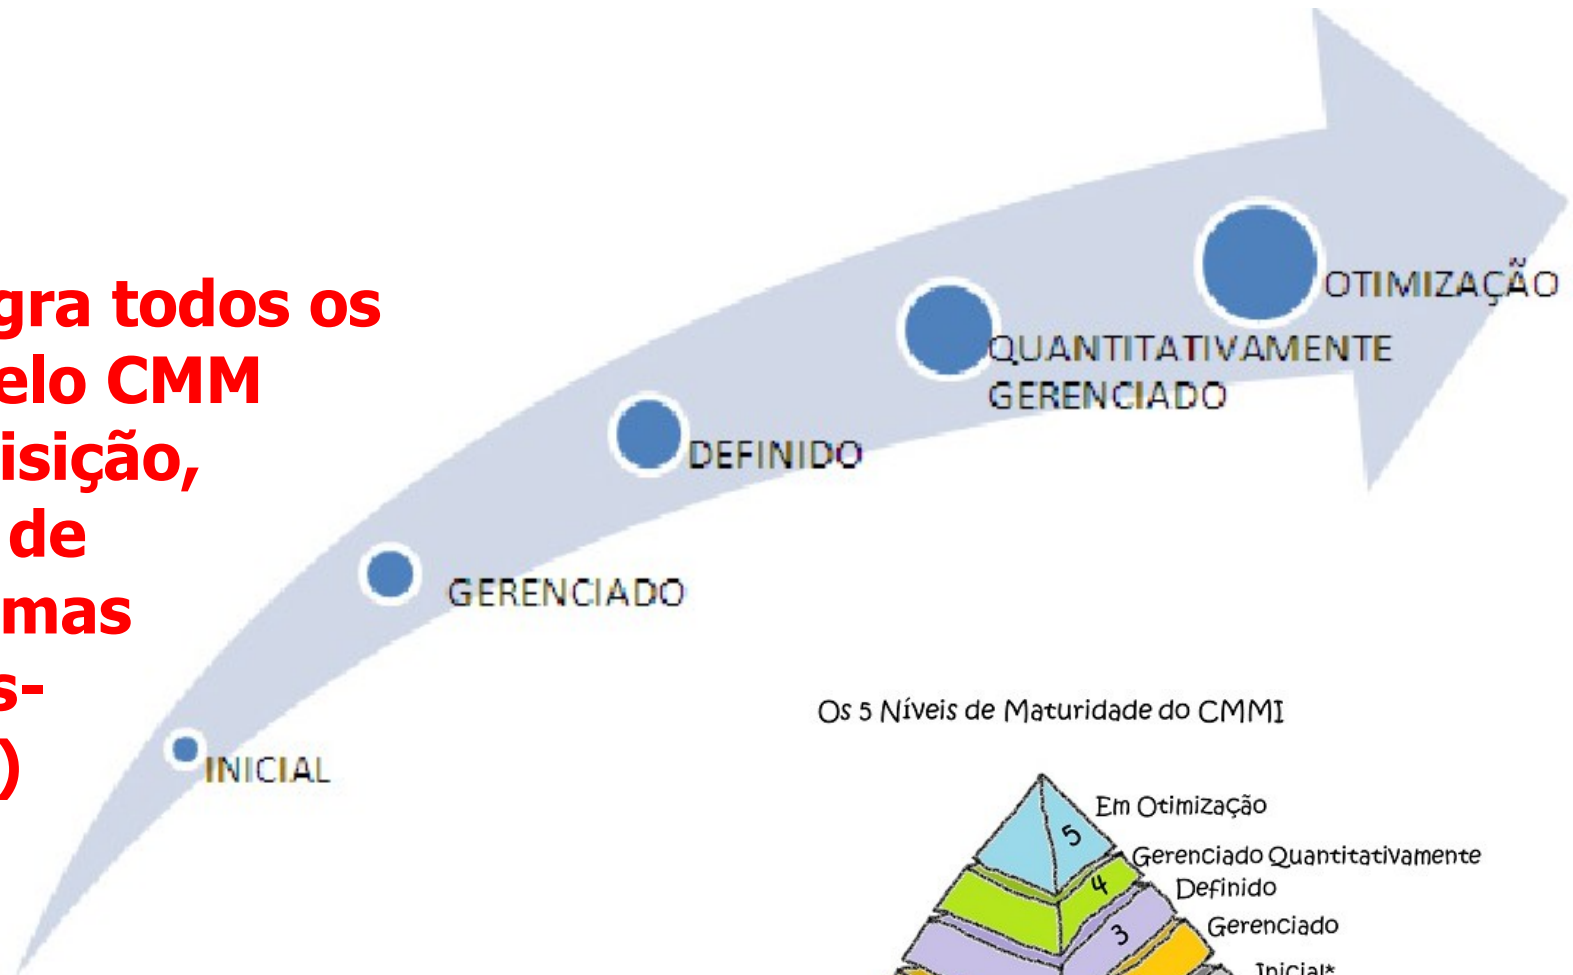 gra todos os
elo CMM
isição,
de
mas
s-
)
OTIMIZAÇÃO
QUANTITATIVAMENTE
GERENCIADO
DEFINIDO
GERENCIADO
INICIAL
Os 5 Níveis de Maturidade do CMMI
Em Otimização
5
Gerenciado Quantitativamente
4
Definido
3
Gerenciado
Inicial*